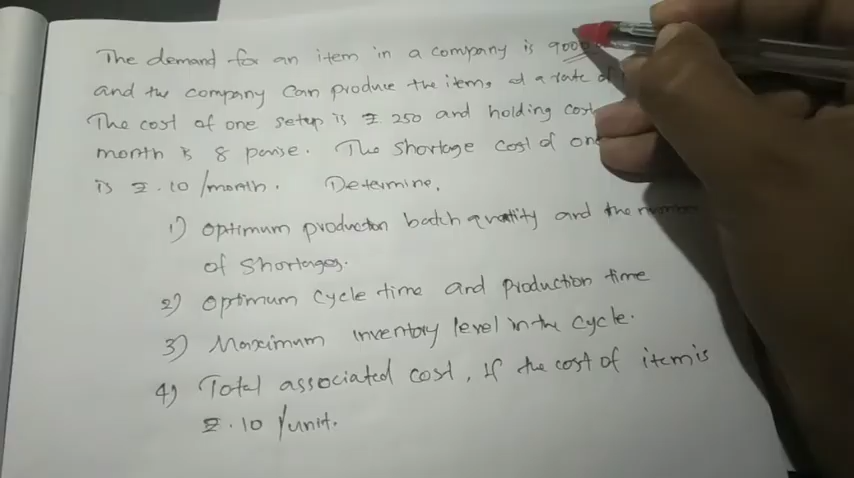 The demand for an item in a company is 9000
and the company can produce the items at a rate of
The cost of one setup is ₹ 250 and holding cost
month is 8 paise. The shortage cost of one
is ₹.10/month. Determine,
1) Optimum production batch quantity and the number
of shortages.
2) Optimum cycle time and production time
3) Maximum inventory level in the cycle.
4) Total associated cost, If the cost of item is
₹.10/unit.